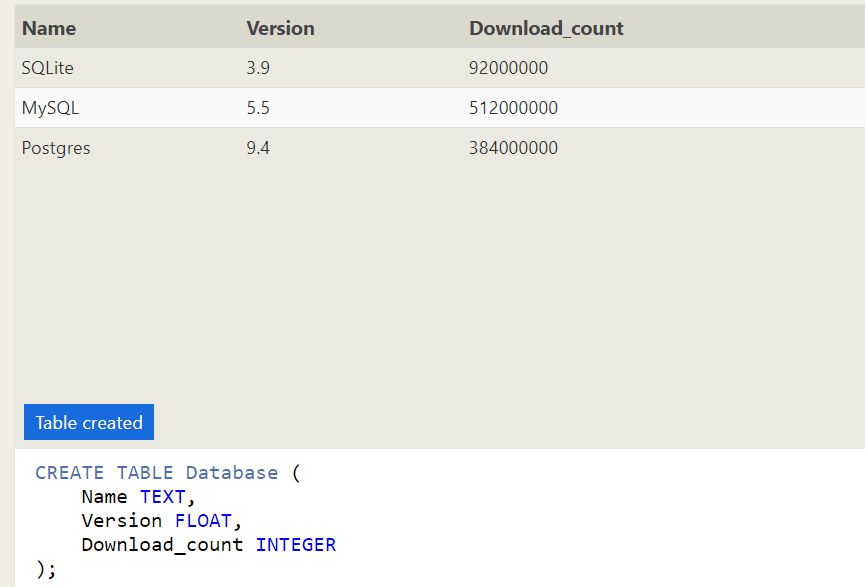 Name Version Download_count
SQLite 3.9 92000000
MySQL 5.5 512000000
Postgres 9.4 384000000
Table created
CREATE TABLE Database (
    Name TEXT,
    Version FLOAT,
    Download_count INTEGER
);